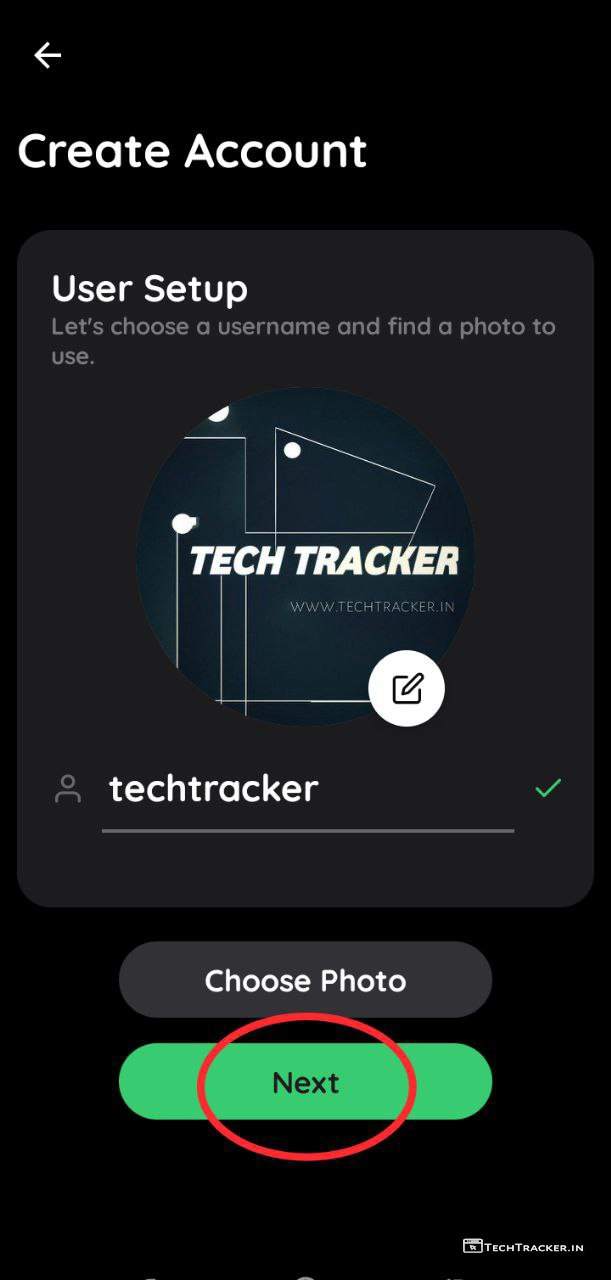 Create Account
User Setup
Let's choose a username and find a photo to
use.
TECH TRACKER
WWW.TECHTRACKER.IN
techtracker
Choose Photo
Next
TECHTRACKER.IN